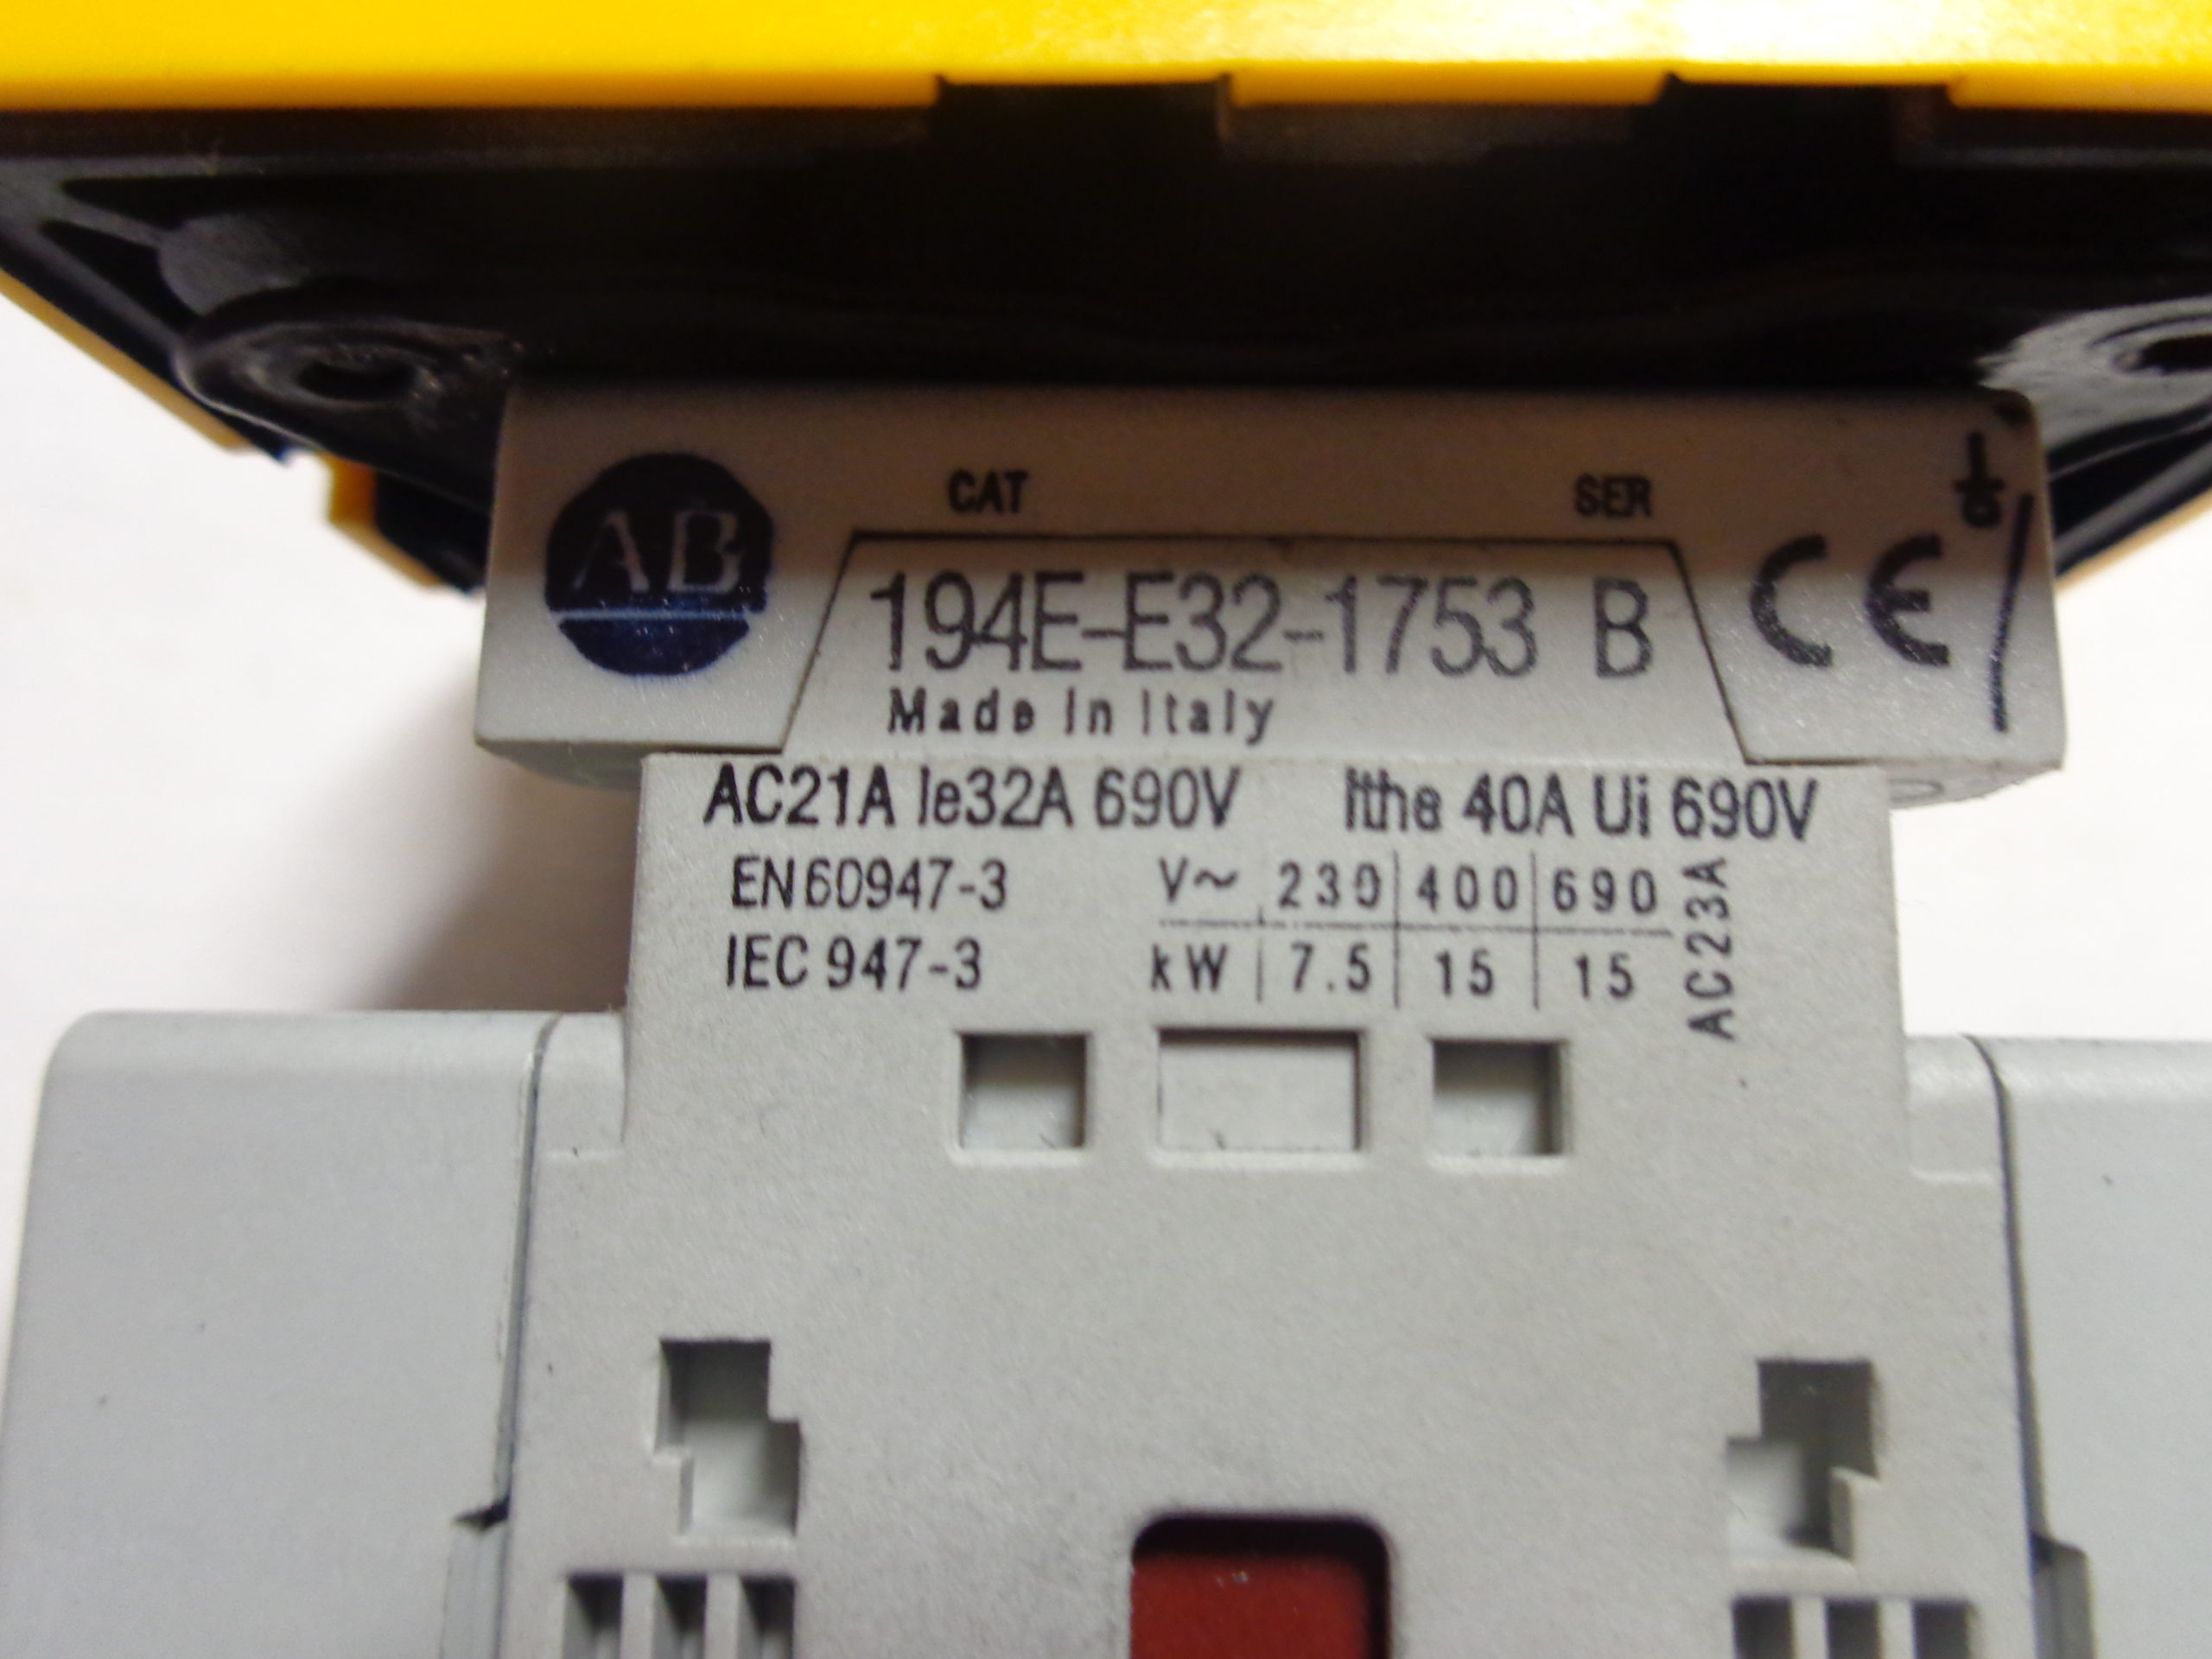 CAT SER
AB 194E-E32-1753 B CE
Made In Italy
AC21A Ie32A 690V Ithe 40A Ui 690V
EN60947-3 V~ 230 400 690
IEC 947-3 kW 7.5 15 15
AC23A